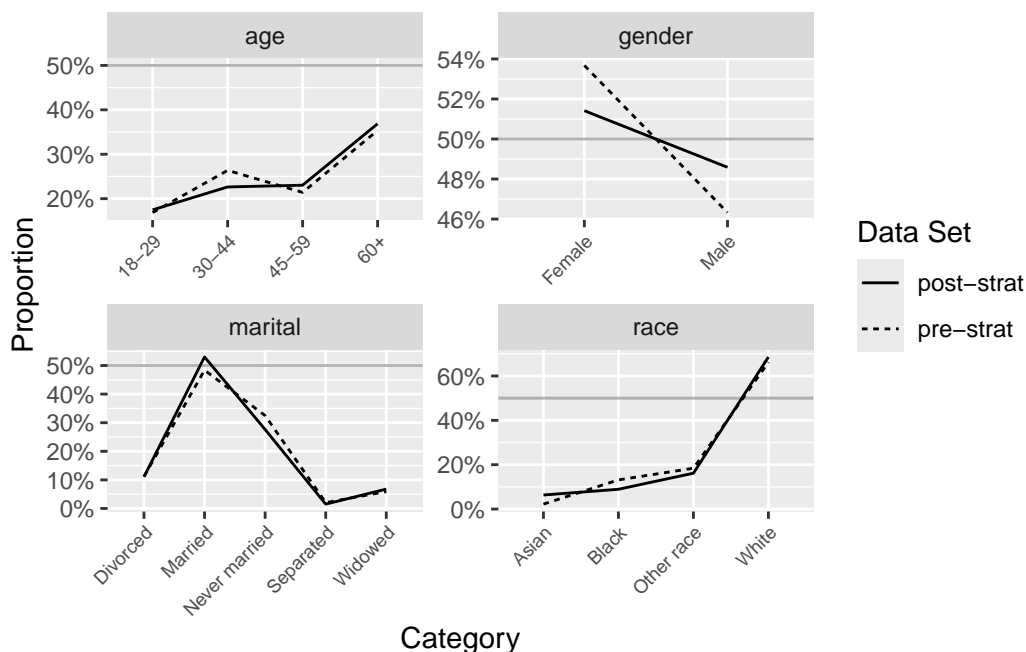 age
50%
40%
30%
20%
18–29
30–44
45–59
60+
gender
54%
52%
50%
48%
46%
Female
Male
marital
50%
40%
30%
20%
10%
0%
Divorced
Married
Never married
Separated
Widowed
race
60%
40%
20%
0%
Asian
Black
Other race
White
Proportion
Category
Data Set
post–strat
pre–strat